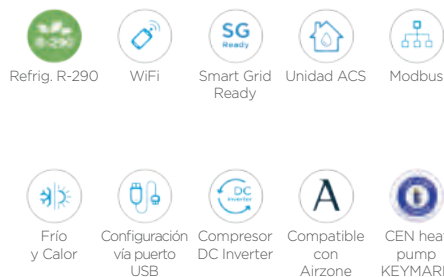 R-290
SG
Ready
Refrig. R-290
WiFi
Smart Grid
Ready
Unidad ACS
Modbus
DC
Inverter
A
Frío
y Calor
Configuración
vía puerto
USB
Compresor
DC Inverter
Compatible
con
Airzone
CEN heat
pump
KEYMARK